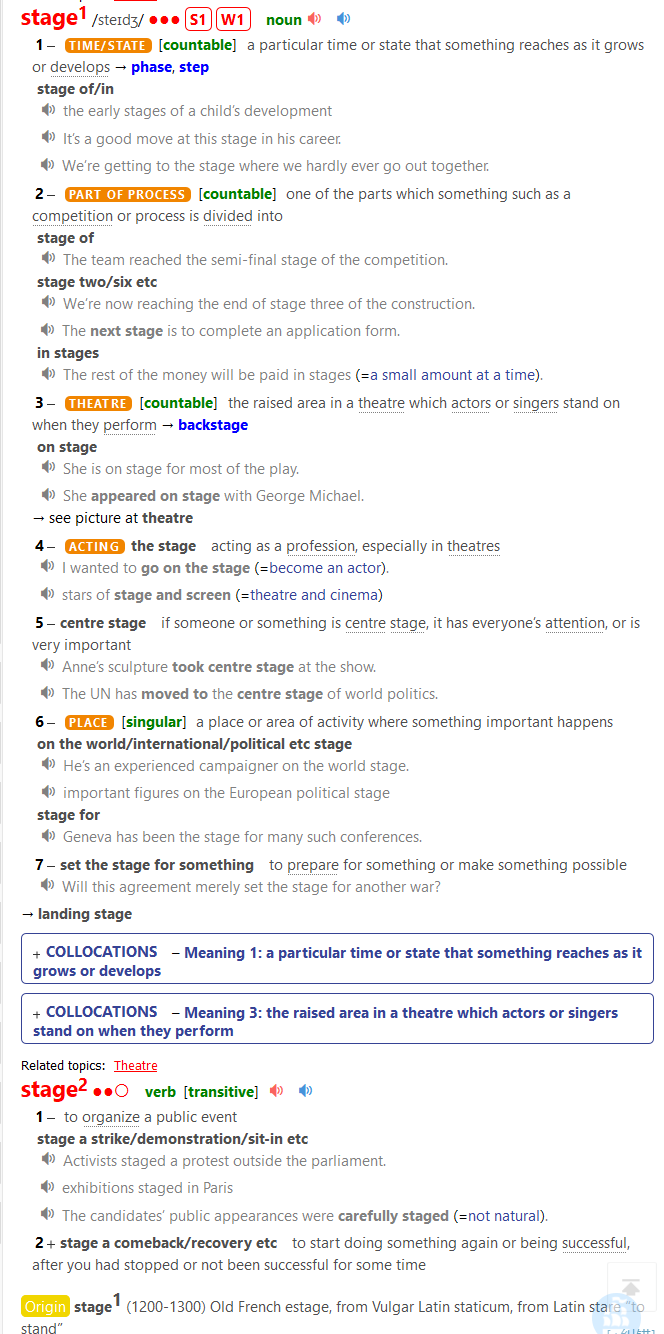 stage1 /steɪdʒ/ ●●● S1 W1 noun
1 – TIME/STATE [countable] a particular time or state that something reaches as it grows
or develops → phase, step
stage of/in
the early stages of a child’s development
It’s a good move at this stage in his career.
We’re getting to the stage where we hardly ever go out together.
2 – PART OF PROCESS [countable] one of the parts which something such as a
competition or process is divided into
stage of
The team reached the semi-final stage of the competition.
stage two/six etc
We’re now reaching the end of stage three of the construction.
The next stage is to complete an application form.
in stages
The rest of the money will be paid in stages (=a small amount at a time).
3 – THEATRE [countable] the raised area in a theatre which actors or singers stand on
when they perform → backstage
on stage
She is on stage for most of the play.
She appeared on stage with George Michael.
→ see picture at theatre
4 – ACTING the stage acting as a profession, especially in theatres
I wanted to go on the stage (=become an actor).
stars of stage and screen (=theatre and cinema)
5 – centre stage if someone or something is centre stage, it has everyone’s attention, or is
very important
Anne’s sculpture took centre stage at the show.
The UN has moved to the centre stage of world politics.
6 – PLACE [singular] a place or area of activity where something important happens
on the world/international/political etc stage
He’s an experienced campaigner on the world stage.
important figures on the European political stage
stage for
Geneva has been the stage for many such conferences.
7 – set the stage for something to prepare for something or make something possible
Will this agreement merely set the stage for another war?
→ landing stage
+ COLLOCATIONS – Meaning 1: a particular time or state that something reaches as it
grows or develops
+ COLLOCATIONS – Meaning 3: the raised area in a theatre which actors or singers
stand on when they perform
Related topics: Theatre
stage2 ●●○ verb [transitive]
1 – to organize a public event
stage a strike/demonstration/sit-in etc
Activists staged a protest outside the parliament.
exhibitions staged in Paris
The candidates’ public appearances were carefully staged (=not natural).
2 + stage a comeback/recovery etc to start doing something again or being successful,
after you had stopped or not been successful for some time
Origin stage1 (1200-1300) Old French estage, from Vulgar Latin staticum, from Latin stare “to
stand”